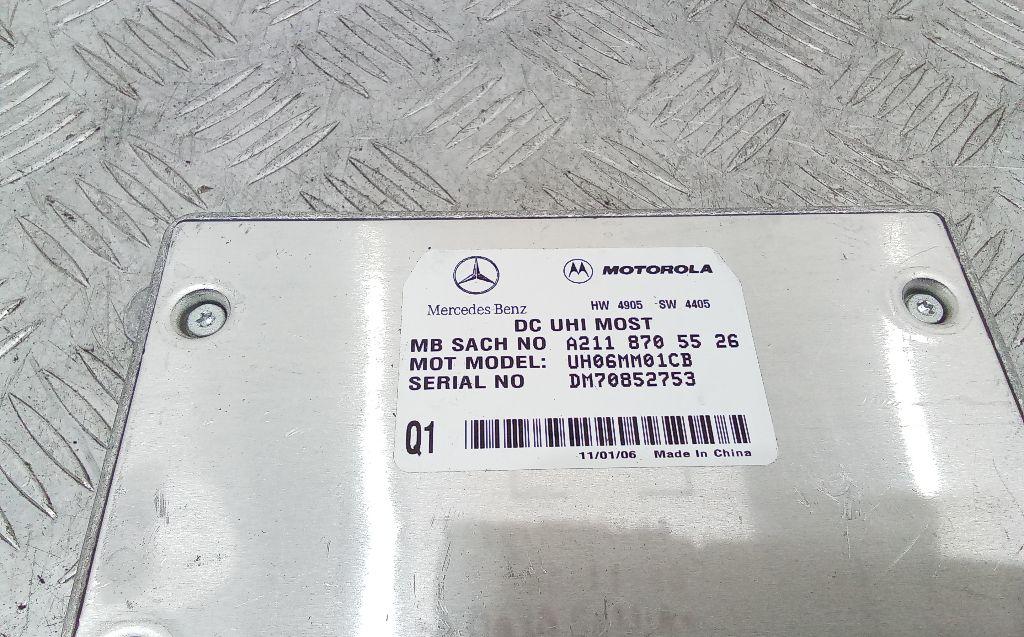 MOTOROLA
Mercedes-Benz
HW 4905 SW 4405
DC UHI MOST
MB SACH NO A211 870 55 26
MOT MODEL: UH06MM01CB
SERIAL NO DM70852753
Q1
11/01/06 Made In China